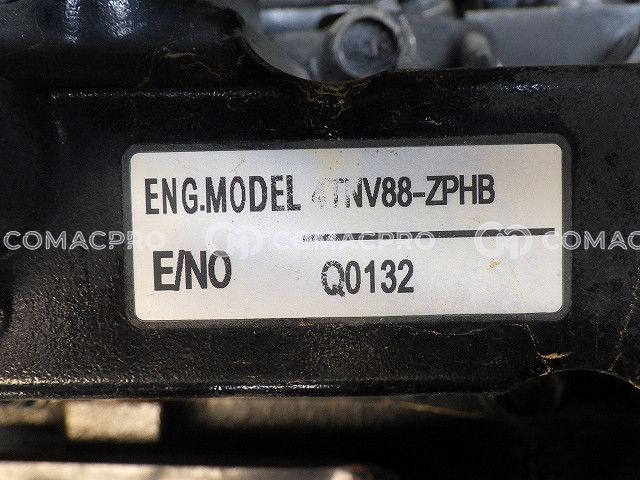 ENG.MODEL 4TNV88-ZPHB
COMACPRO COMACPRO COMACPRO
E/NO Q0132